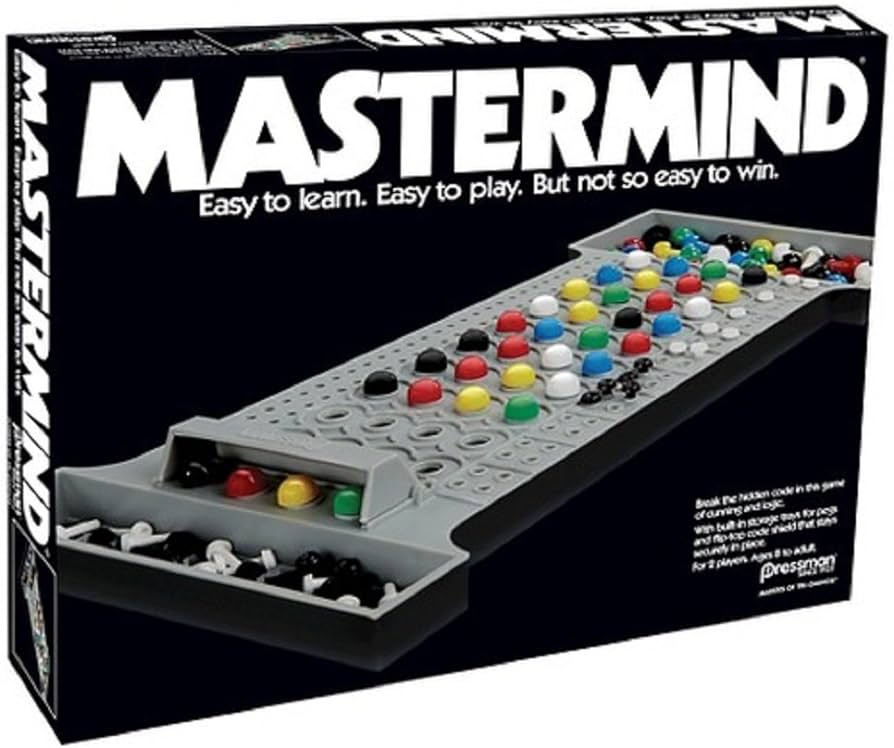 MASTERMIND
MASTERMIND®
Easy to learn. Easy to play. But not so easy to win.
MASTERMIND
Easy to learn. Easy to play. But not so easy to win.
Break the hidden code in this game
of cunning and logic.
With built-in storage trays for pegs
and flip-top code shield that stays
securely in place.
For 2 players. Ages 8 to adult.
pressman®